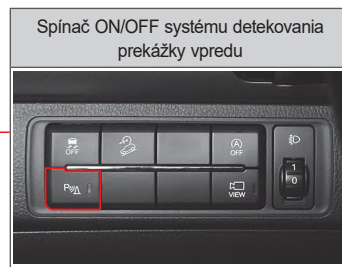 Spínač ON/OFF systému detekovania
prekážky vpredu
OFF
A
OFF
P
VIEW
1
0